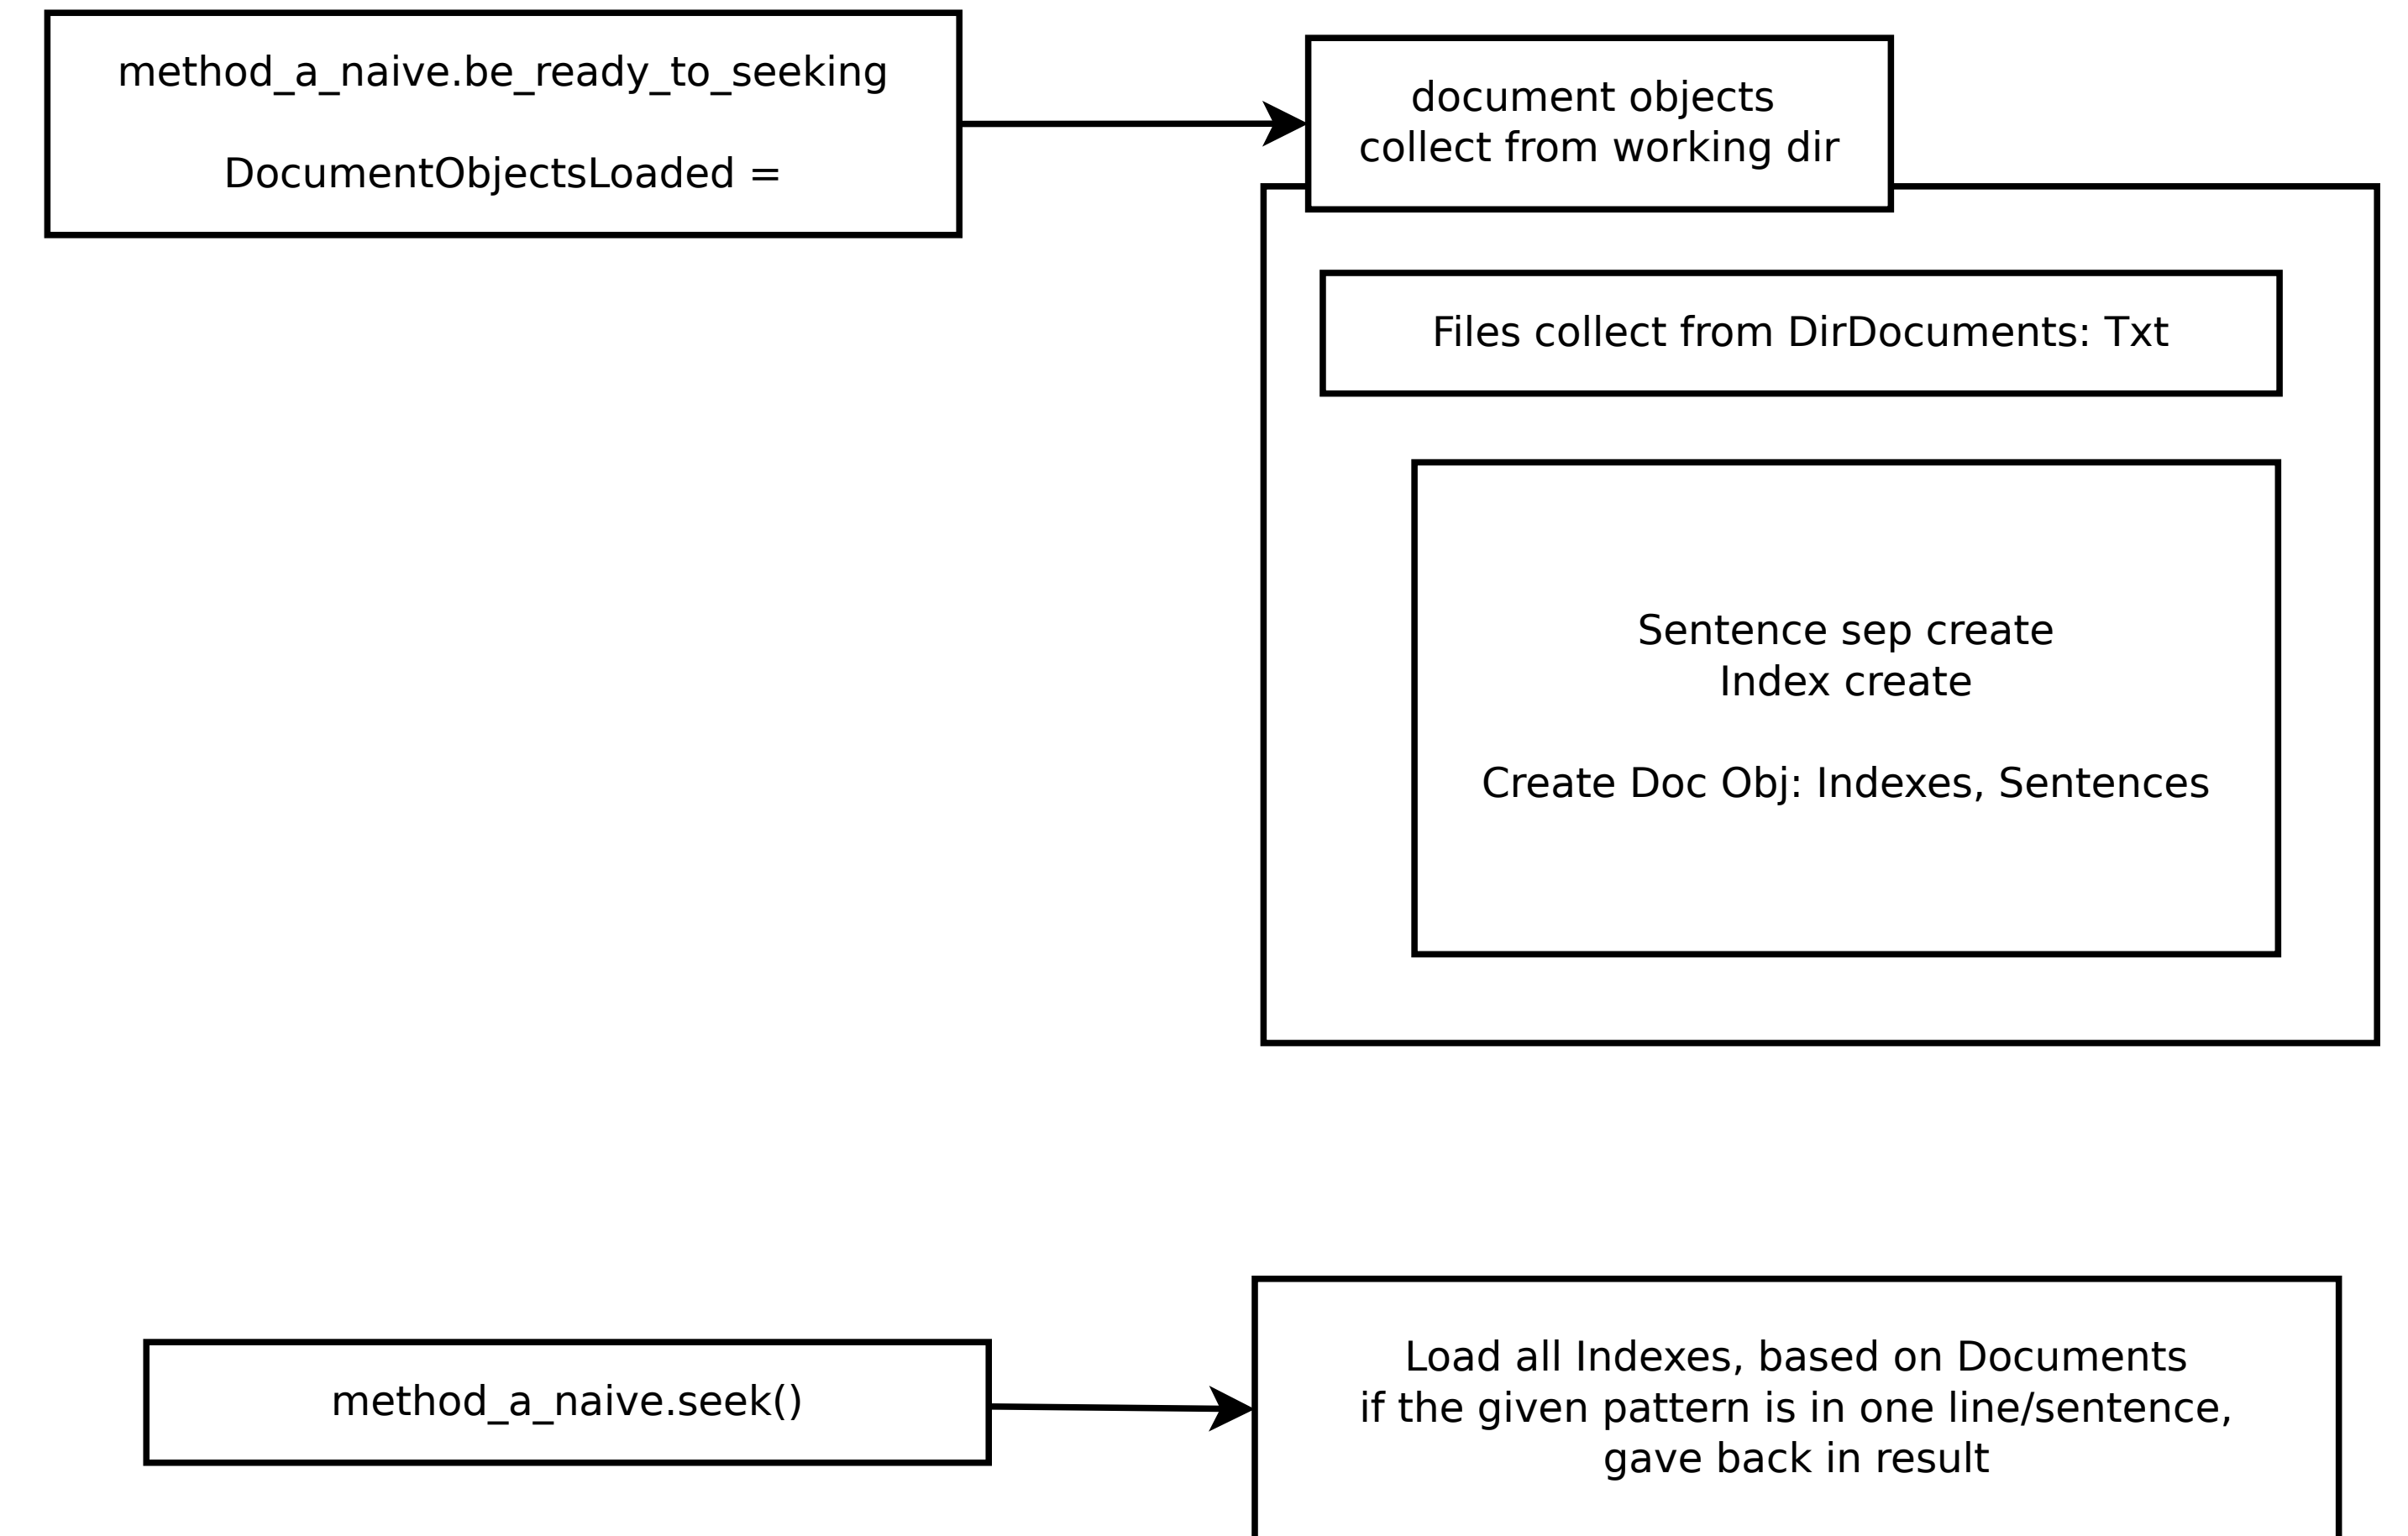 method_a_naive.be_ready_to_seeking
DocumentObjectsLoaded =
document objects
collect from working dir
Files collect from DirDocuments: Txt
Sentence sep create
Index create
Create Doc Obj: Indexes, Sentences
method_a_naive.seek()
Load all Indexes, based on Documents
if the given pattern is in one line/sentence,
gave back in result